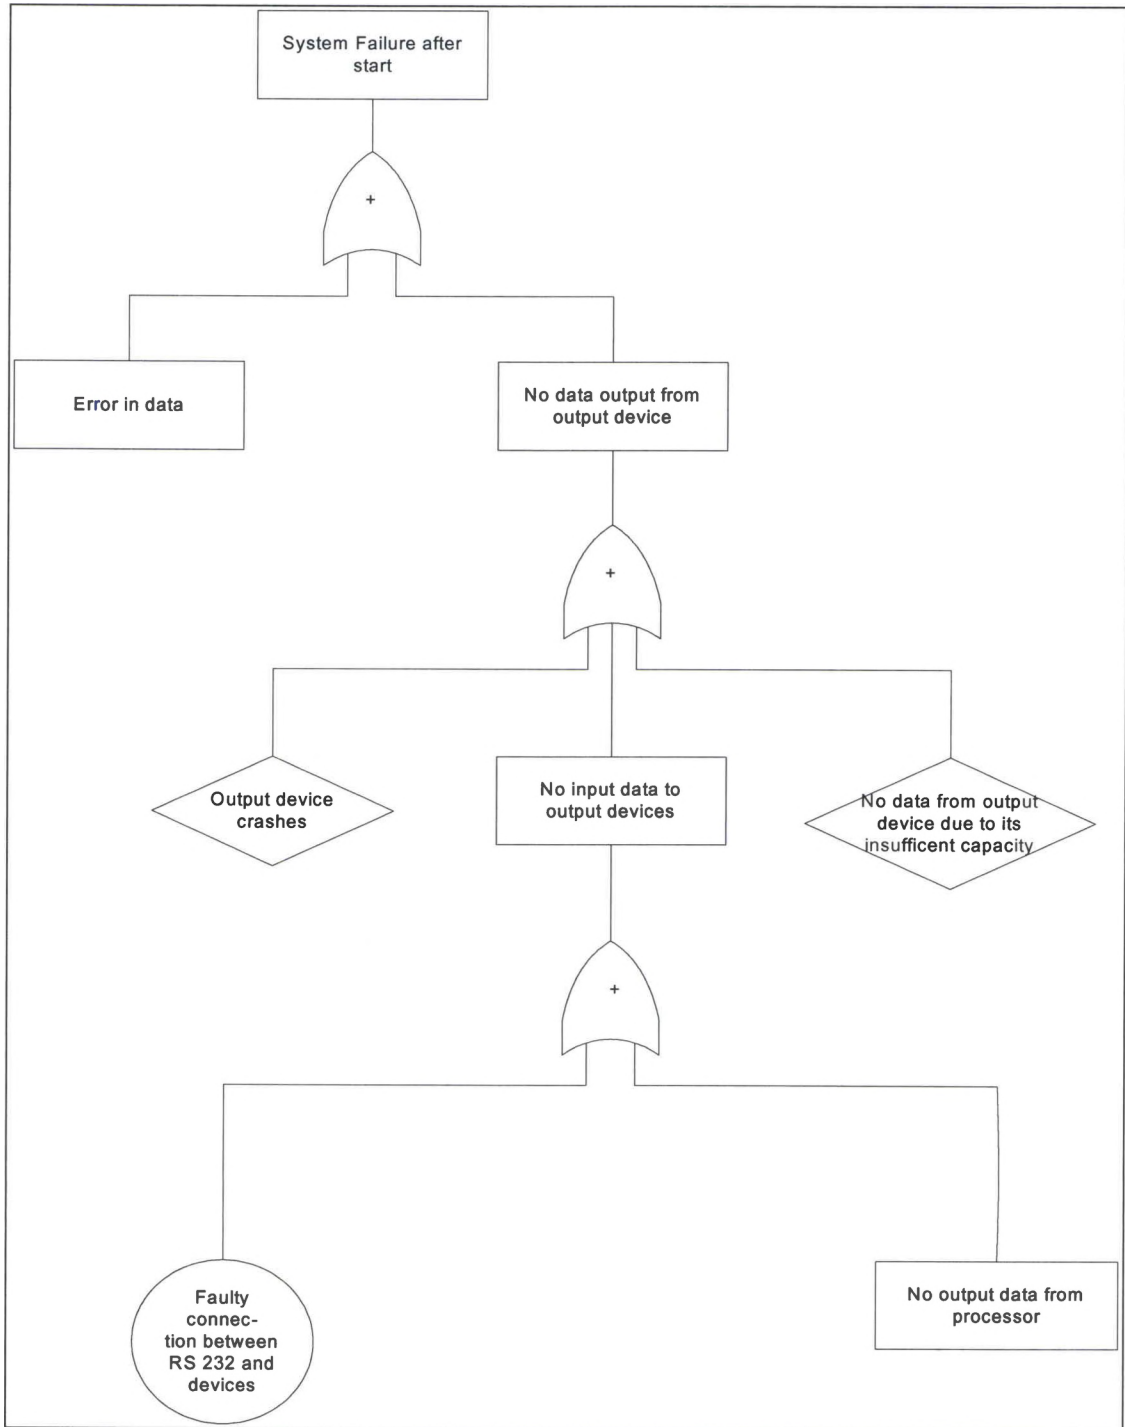 System Failure after
start
+
Error in data
No data output from
output device
+
Output device
crashes
No input data to
output devices
No data from output
device due to its
insufficent capacity
+
Faulty
connec-
tion between
RS 232 and
devices
No output data from
processor